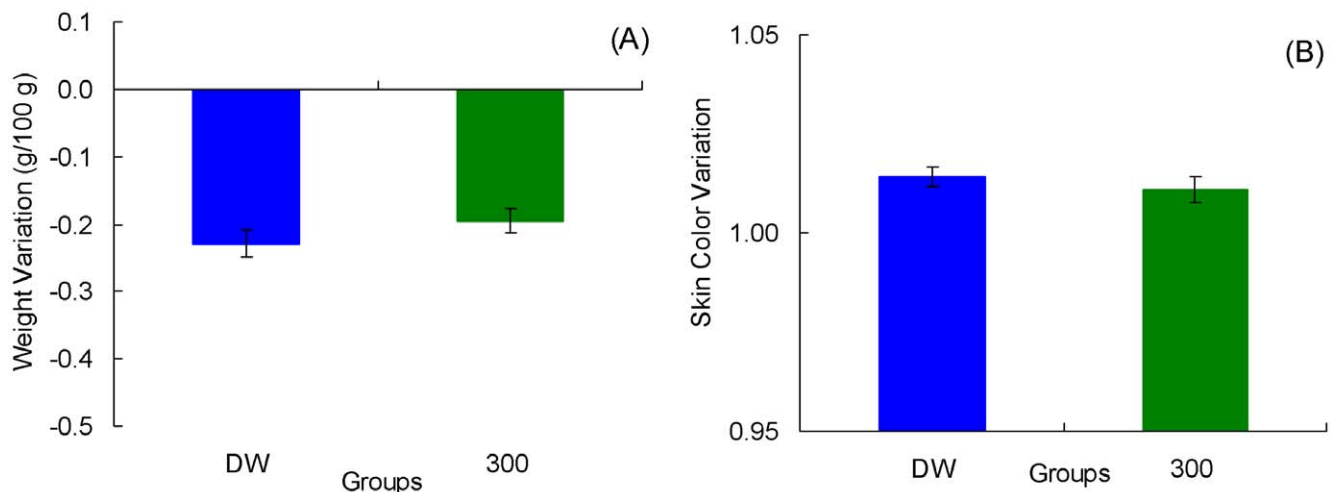 (A)
Weight Variation (g/100 g)
0.1
0.0
-0.1
-0.2
-0.3
-0.4
-0.5
DW
300
Groups
(B)
Skin Color Variation
1.05
1.00
0.95
DW
Groups
300